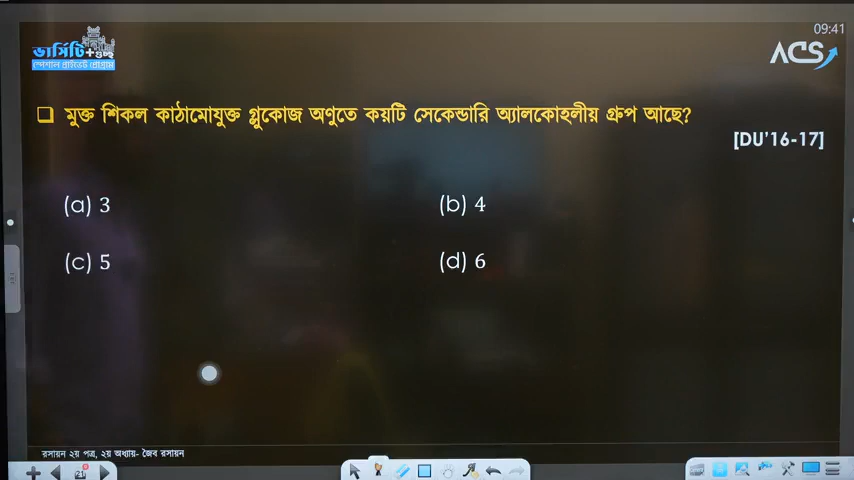 09:41
ভার্সিটি+গুচ্ছ
স্পেশাল প্রাইভেট প্রোগ্রাম
ACS
❑ মুক্ত শিকল কাঠামোযুক্ত গ্লুকোজ অণুতে কয়টি সেকেন্ডারি অ্যালকোহলীয় গ্রুপ আছে?
[DU'16-17]
(a) 3
(b) 4
(c) 5
(d) 6
রসায়ন ২য় পত্র, ২য় অধ্যায়- জৈব রসায়ন
21